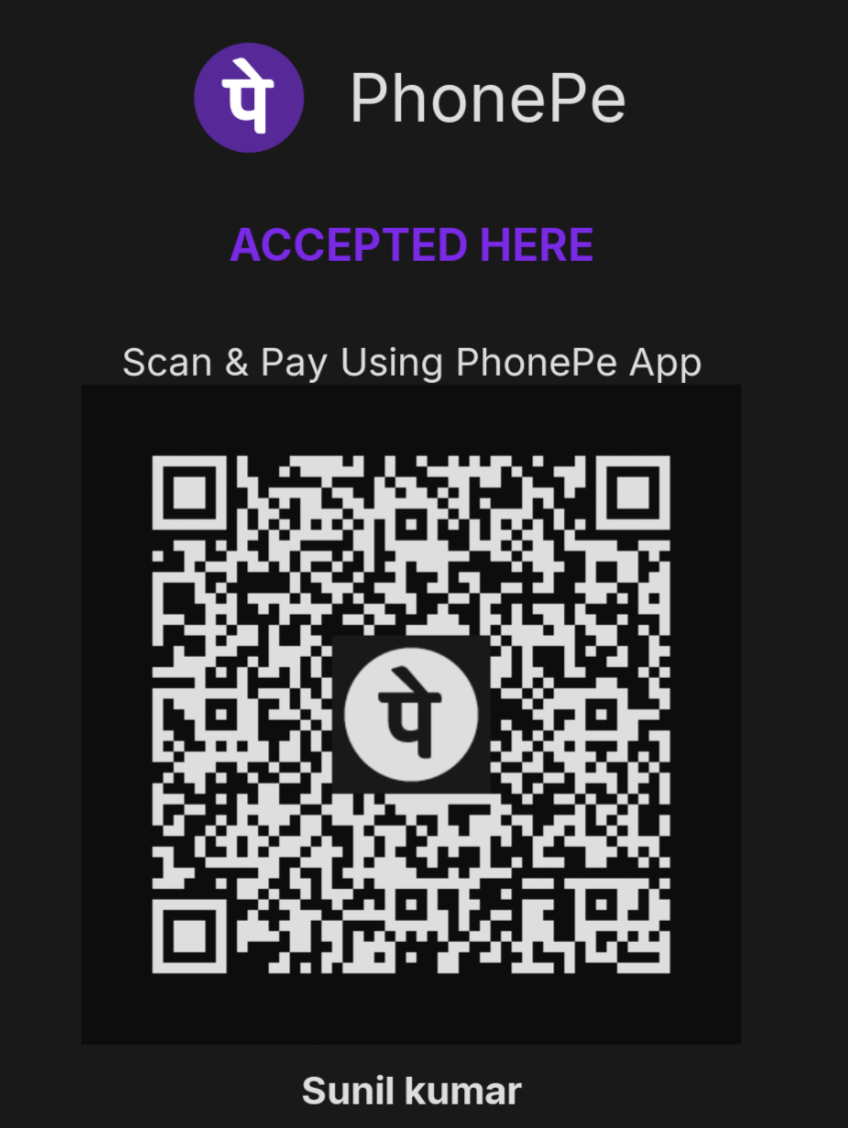 पे PhonePe
ACCEPTED HERE
Scan & Pay Using PhonePe App
पे
Sunil kumar